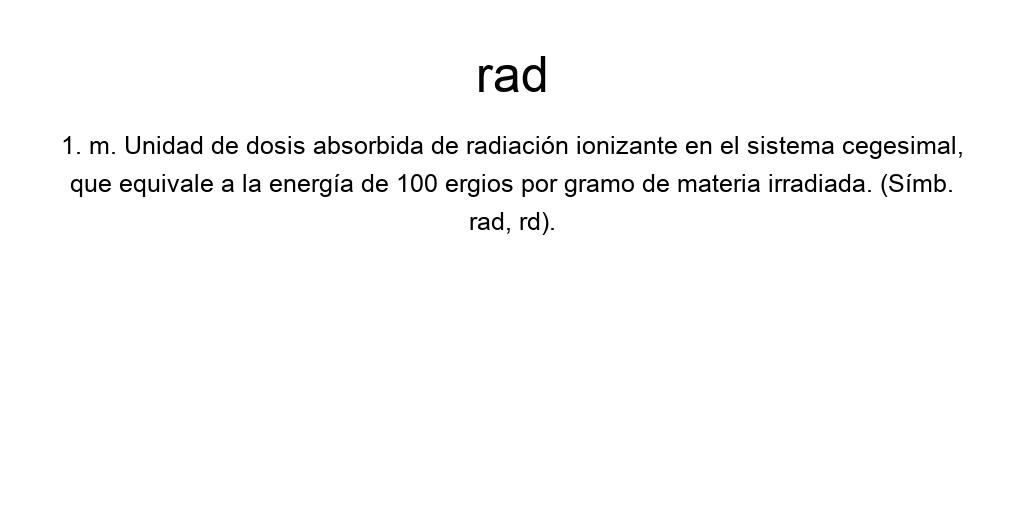 rad
1. m. Unidad de dosis absorbida de radiación ionizante en el sistema cegesimal,
que equivale a la energía de 100 ergios por gramo de materia irradiada. (Símb.
rad, rd).